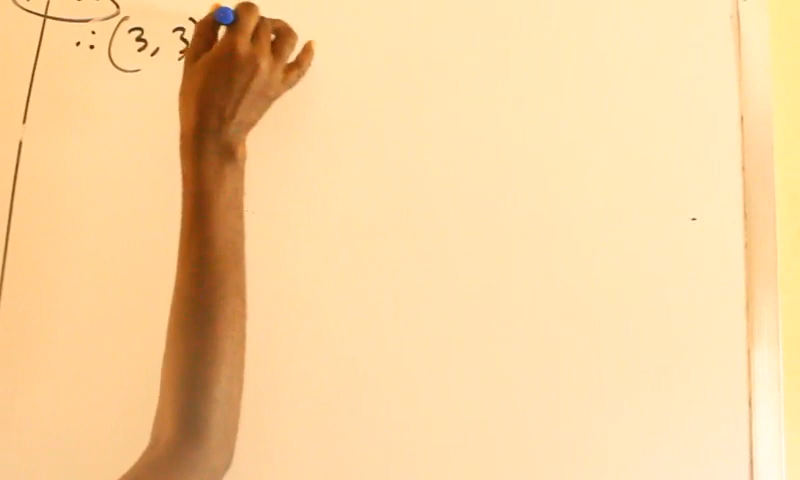 ∴ (3, 3)